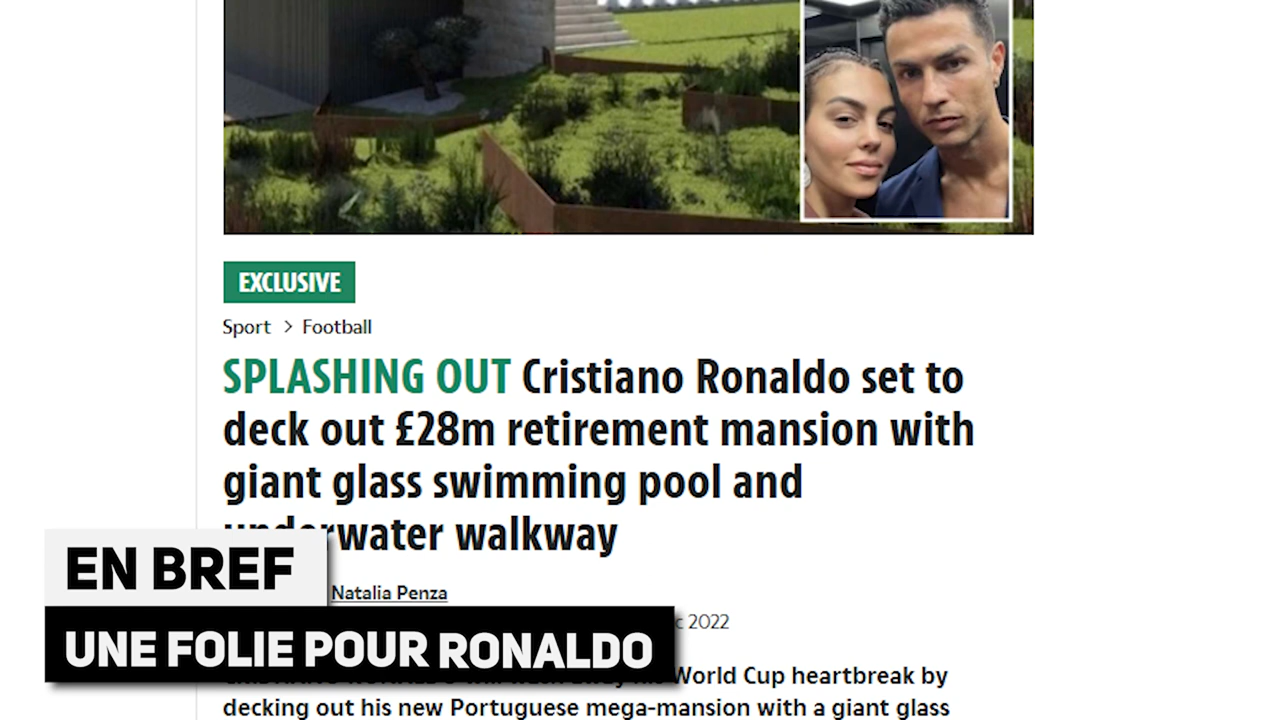 EXCLUSIVE
Sport > Football
SPLASHING OUT Cristiano Ronaldo set to
deck out £28m retirement mansion with
giant glass swimming pool and
underwater walkway
EN BREF
Natalia Penza
2022
UNE FOLIE POUR RONALDO
World Cup heartbreak by
decking out his new Portuguese mega-mansion with a giant glass